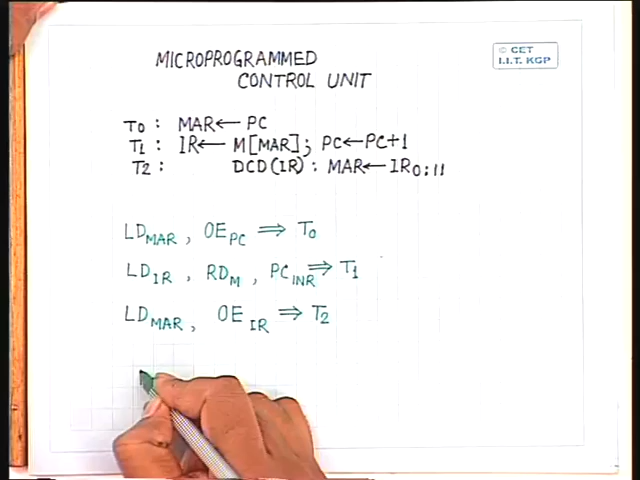 MICROPROGRAMMED
CONTROL UNIT
© CET
I.I.T. KGP
T0 : MAR ← PC
T1 : IR ← M[MAR] ; PC ← PC+1
T2 : DCD(IR) : MAR ← IR0:11
LDMAR , OEPC ⇒ T0
LDIR , RDM , PCINR ⇒ T1
LDMAR , OEIR ⇒ T2